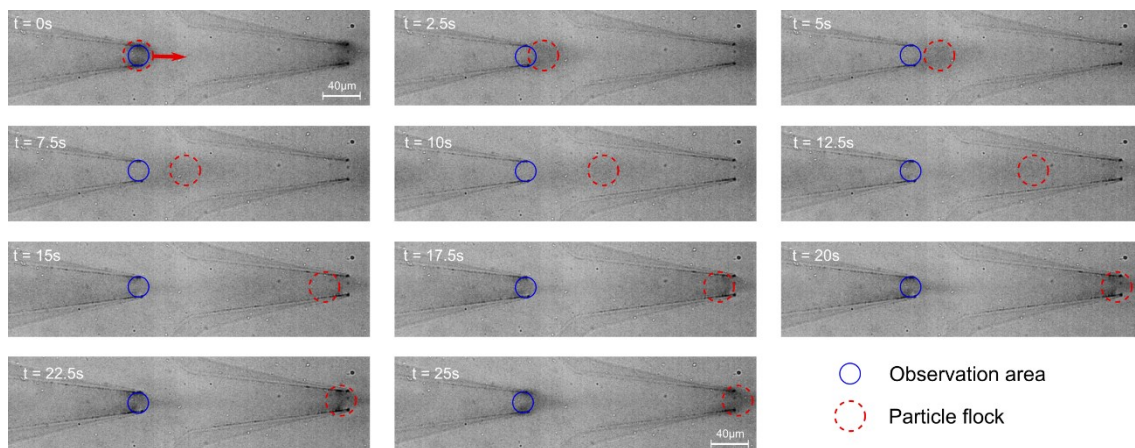 t = 0s
t = 2.5s
t = 5s
40μm
t = 7.5s
t = 10s
t = 12.5s
t = 15s
t = 17.5s
t = 20s
t = 22.5s
t = 25s
Observation area
Particle flock
40μm